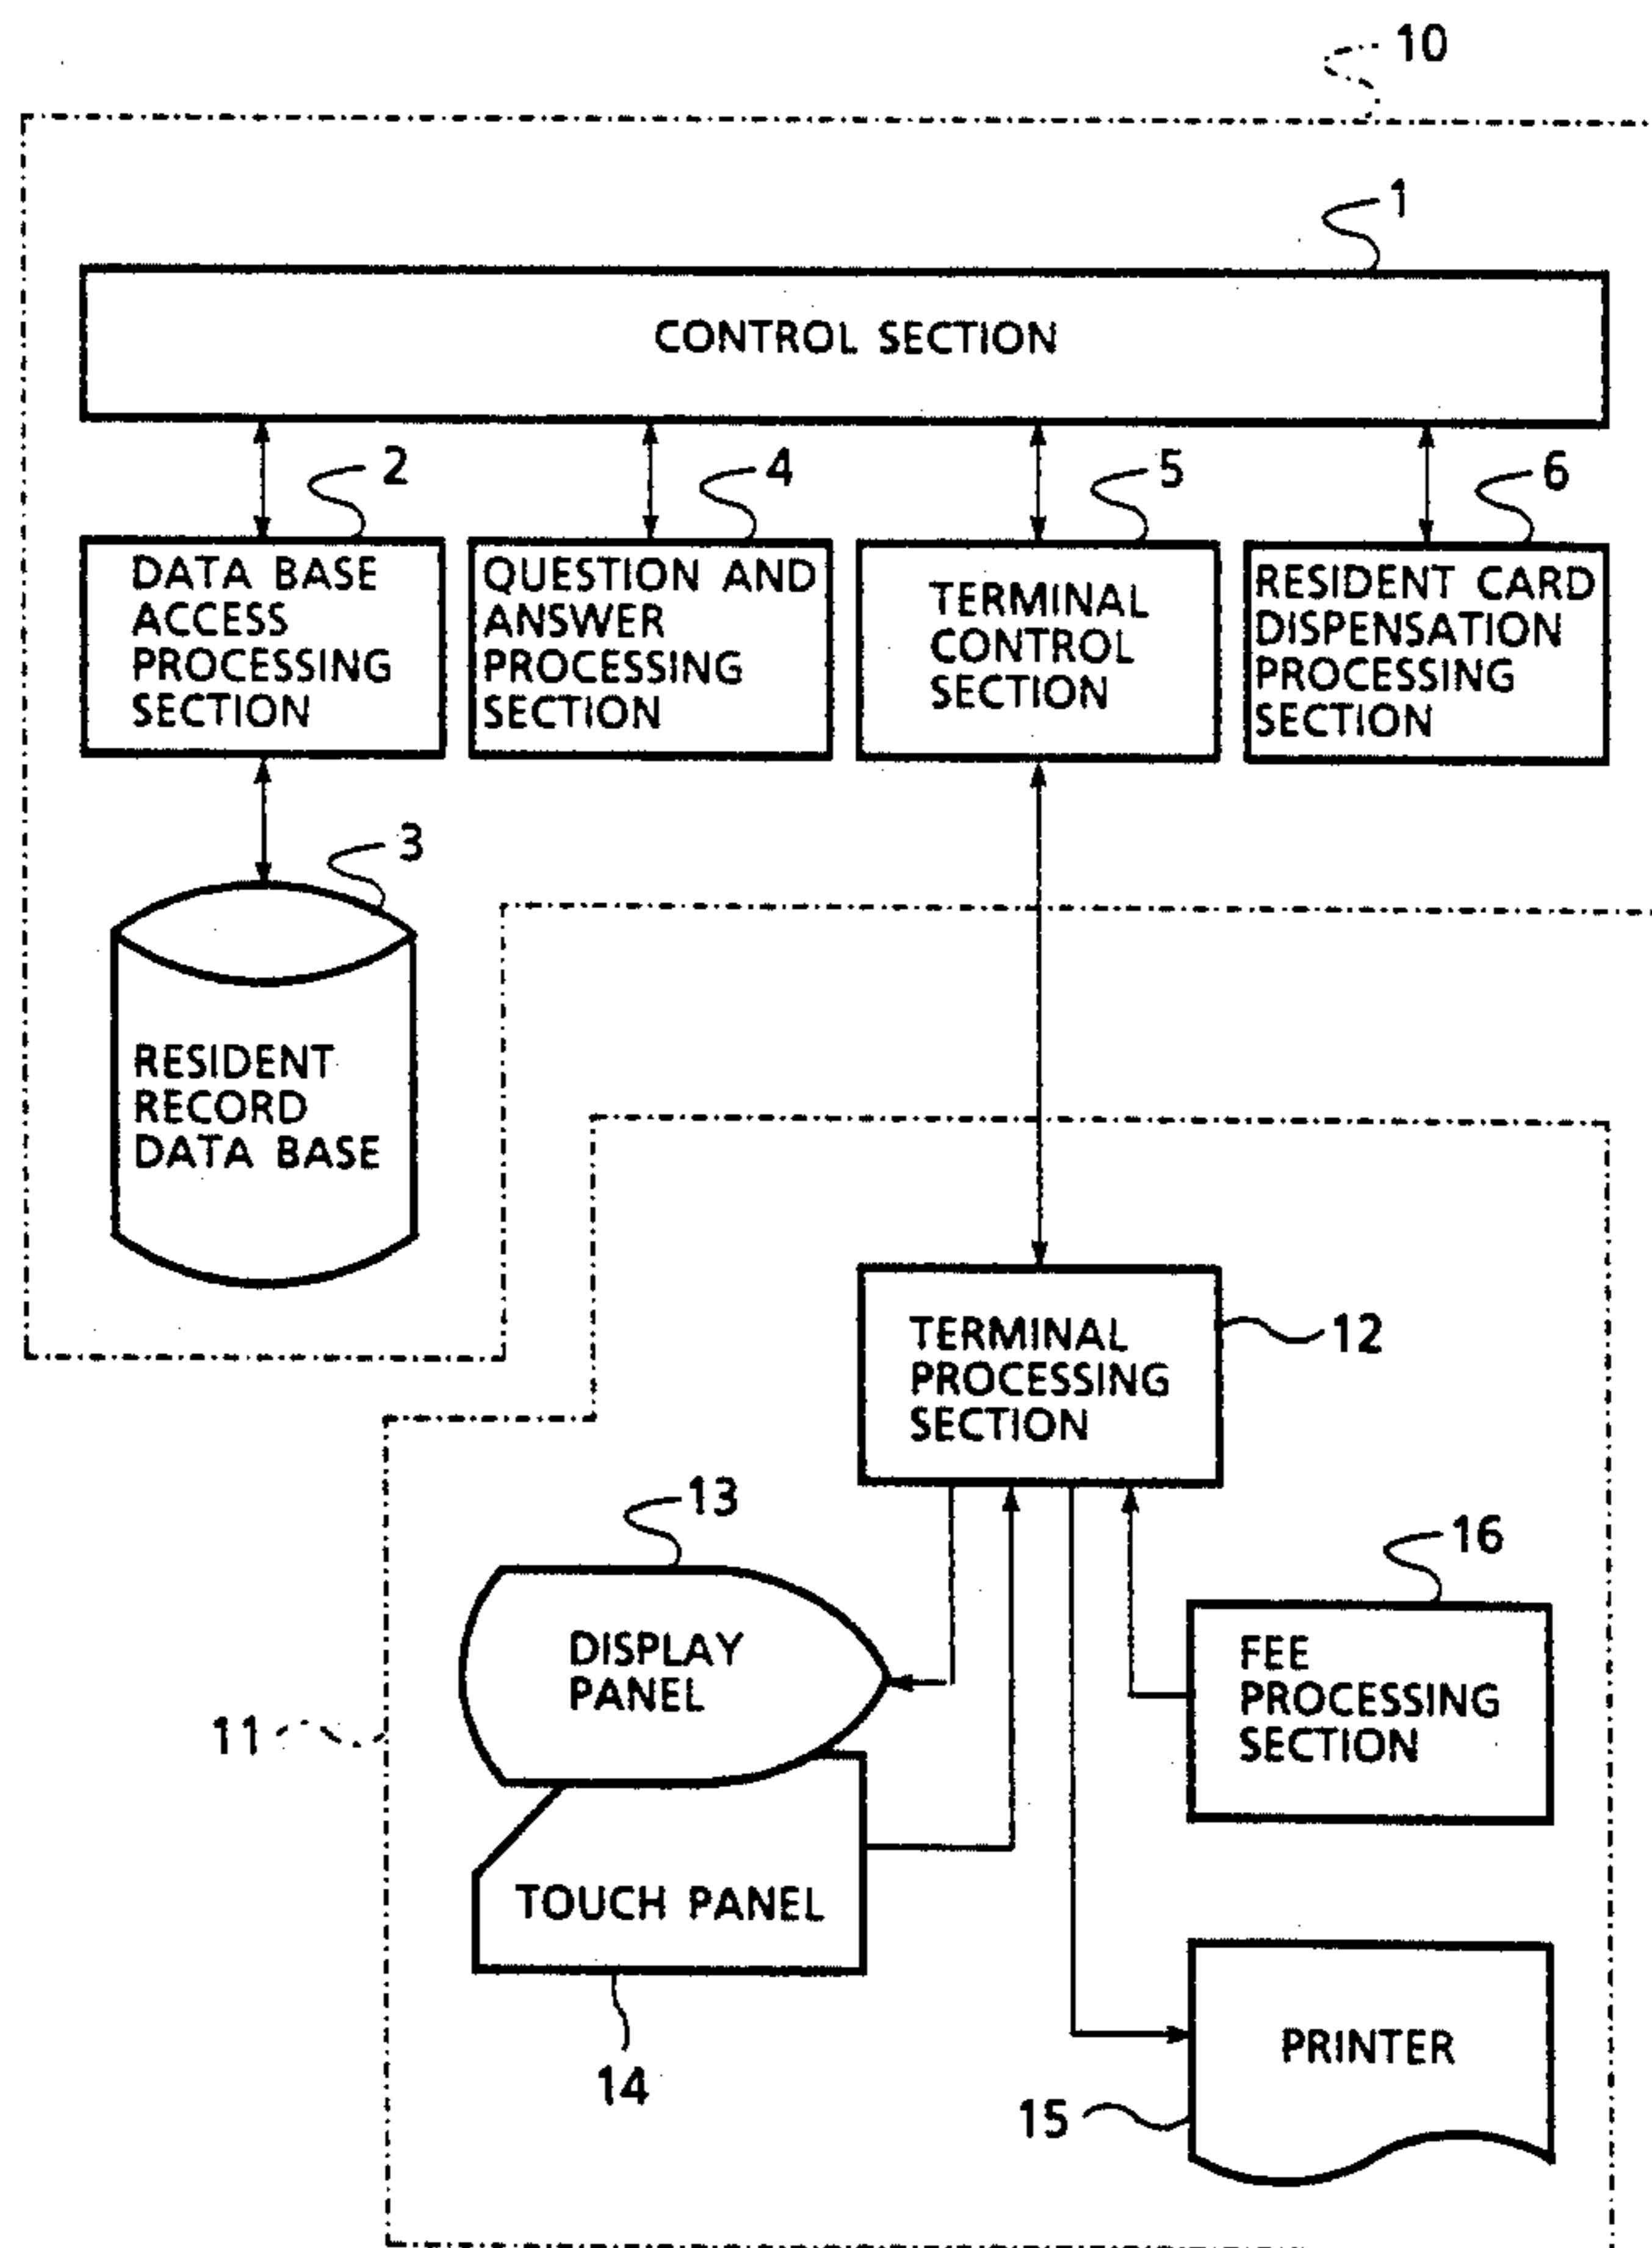 10
1
CONTROL SECTION
2
4
5
6
DATA BASE
ACCESS
PROCESSING
SECTION
QUESTION AND
ANSWER
PROCESSING
SECTION
TERMINAL
CONTROL
SECTION
RESIDENT CARD
DISPENSATION
PROCESSING
SECTION
3
RESIDENT
RECORD
DATA BASE
TERMINAL
PROCESSING
SECTION
12
13
16
DISPLAY
PANEL
FEE
PROCESSING
SECTION
11
TOUCH PANEL
14
PRINTER
15